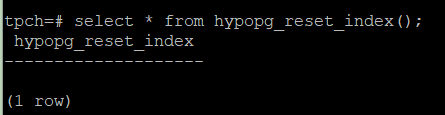 tpch=# select * from hypopg_reset_index();
hypopg_reset_index
--------------------
(1 row)